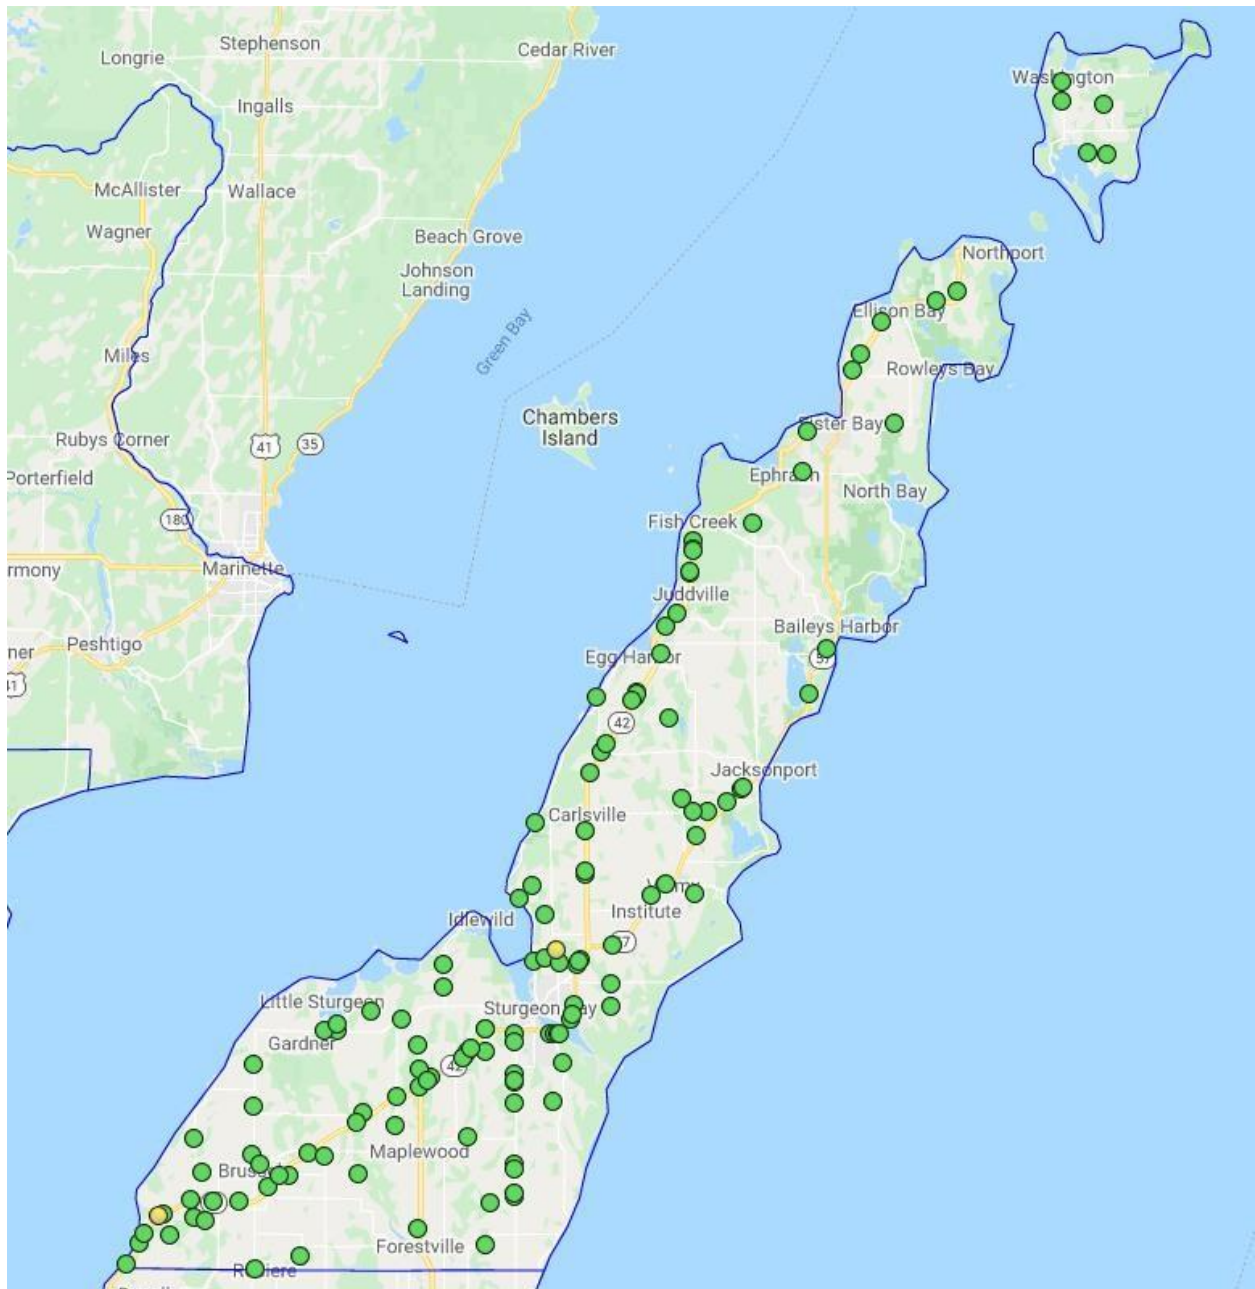 Stephenson
Cedar River
Longrie
Washington
Ingalls
McAllister
Wallace
Wagner
Beach Grove
Northport
Johnson
Landing
Ellison Bay
Green Bay
Miles
Rowleys Bay
Chambers
Island
Sister Bay
Rubys Corner
41
35
Porterfield
Ephraim
North Bay
180
Fish Creek
rmony
Marinette
Juddville
Baileys Harbor
Peshtigo
ner
Egg Harbor
57
41
42
Jacksonport
Carlsville
Institute
Idlewild
57
Little Sturgeon
Sturgeon Bay
Gardner
42
Maplewood
Brussels
Forestville
Rosiere